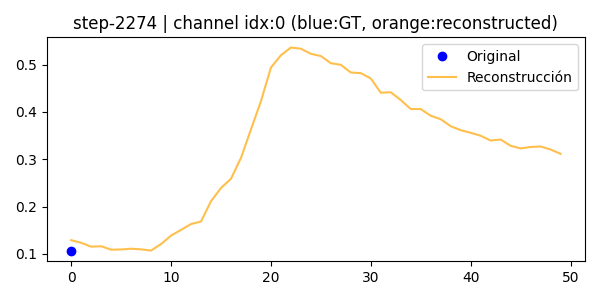 step-2274 | channel idx:0 (blue:GT, orange:reconstructed)
Original
Reconstrucción
0.5
0.4
0.3
0.2
0.1
0 10 20 30 40 50